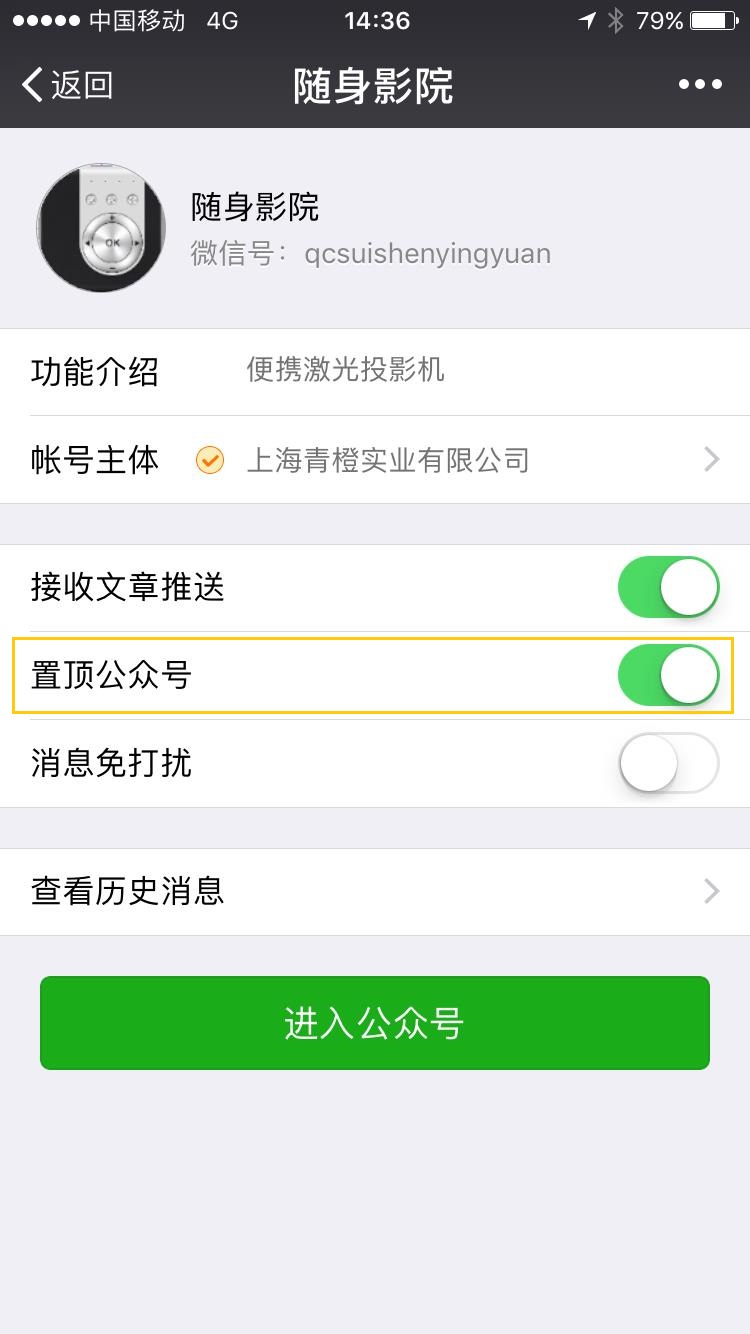 中国移动 4G 14:36 79%
返回 随身影院
OK
随身影院
微信号: qcsuishenyingyuan
功能介绍 便携激光投影机
帐号主体 上海青橙实业有限公司
接收文章推送
置顶公众号
消息免打扰
查看历史消息
进入公众号